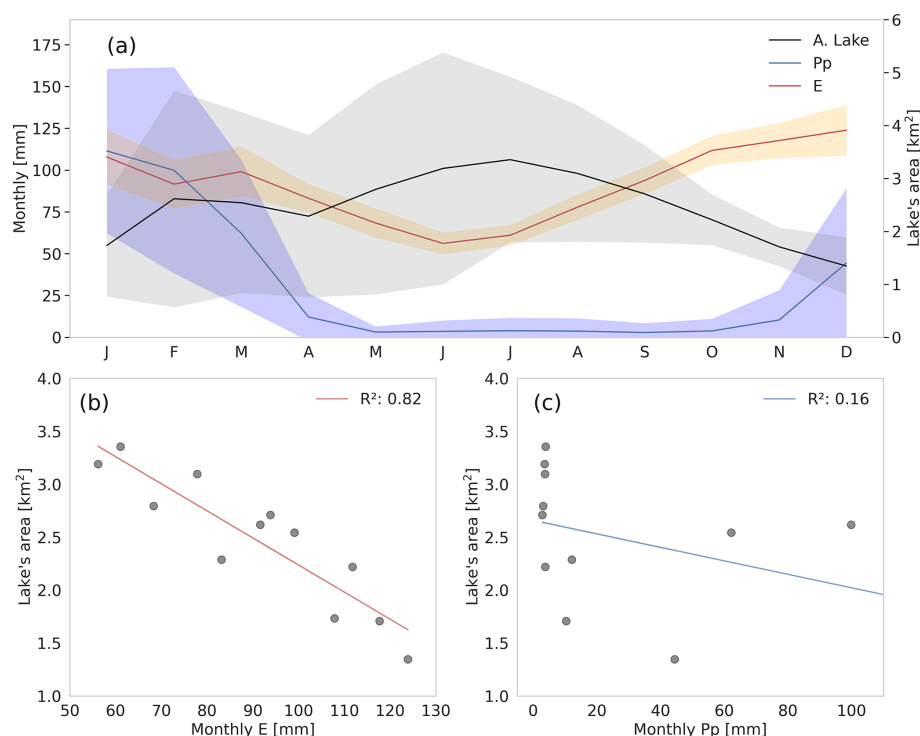 (a)
A. Lake
Pp
E
Monthly [mm]
175
150
125
100
75
50
25
0
Lake's area [km²]
6
5
4
3
2
1
0
J F M A M J J A S O N D
(b)
R²: 0.82
Lake's area [km²]
4.0
3.5
3.0
2.5
2.0
1.5
1.0
50 60 70 80 90 100 110 120 130
Monthly E [mm]
(c)
R²: 0.16
Lake's area [km²]
4.0
3.5
3.0
2.5
2.0
1.5
1.0
0 20 40 60 80 100
Monthly Pp [mm]